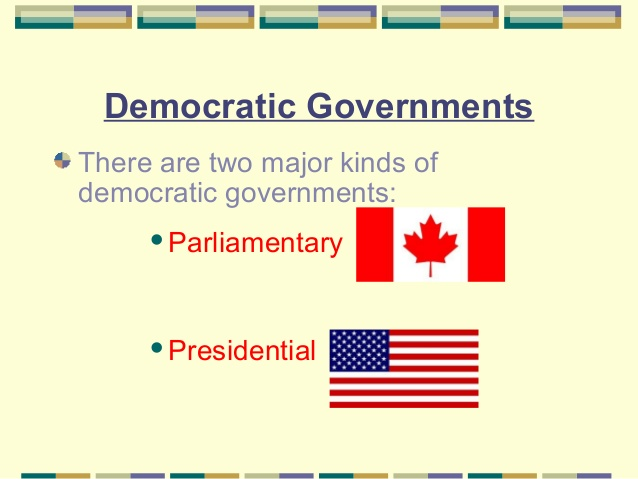 Democratic Governments
There are two major kinds of
democratic governments:
Parliamentary
Presidential